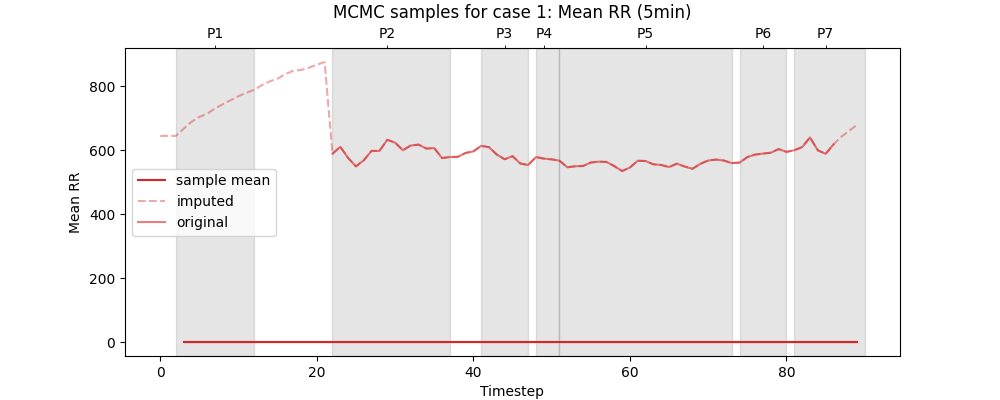 MCMC samples for case 1: Mean RR (5min)
P1 P2 P3 P4 P5 P6 P7
800
600
400
200
0
Mean RR
sample mean
imputed
original
0 20 40 60 80
Timestep